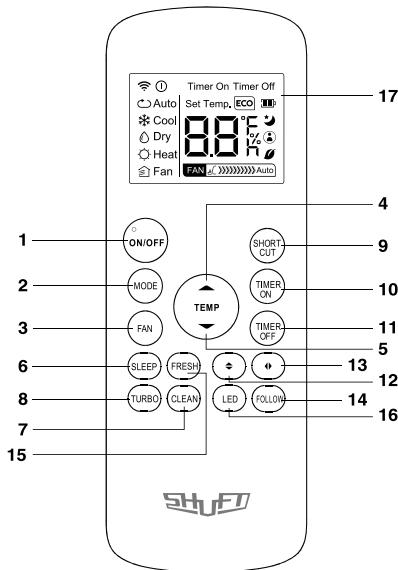 Timer On Timer Off
17
Auto Set Temp. ECO
Cool 88 °F
Dry %
Heat h
Fan FAN Auto
4
1 ON/OFF SHORT CUT 9
2 MODE TEMP TIMER ON 10
3 FAN TIMER OFF 11
5
6 SLEEP FRESH 13
12
8 TURBO CLEAN LED FOLLOW 14
7
16
15
SHUFT